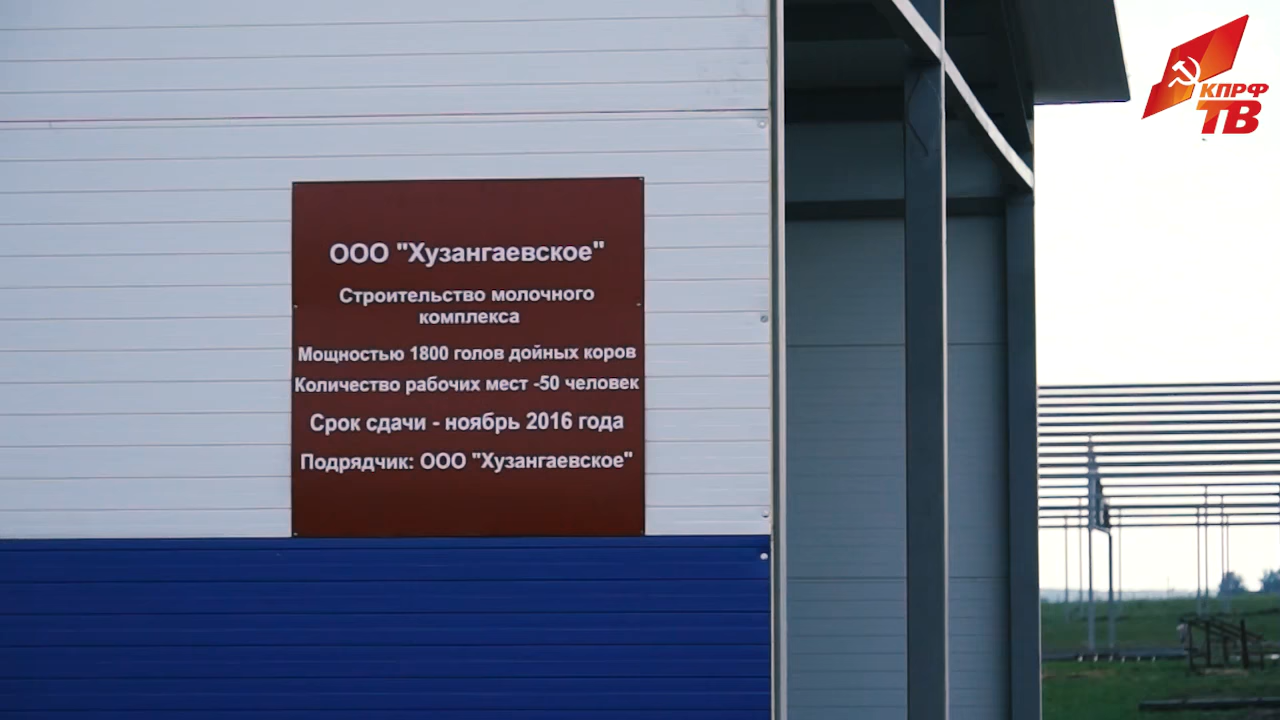 КПРФ
ТВ
ООО "Хузангаевское"
Строительство молочного
комплекса
Мощностью 1800 голов дойных коров
Количество рабочих мест -50 человек
Срок сдачи - ноябрь 2016 года
Подрядчик: ООО "Хузангаевское"